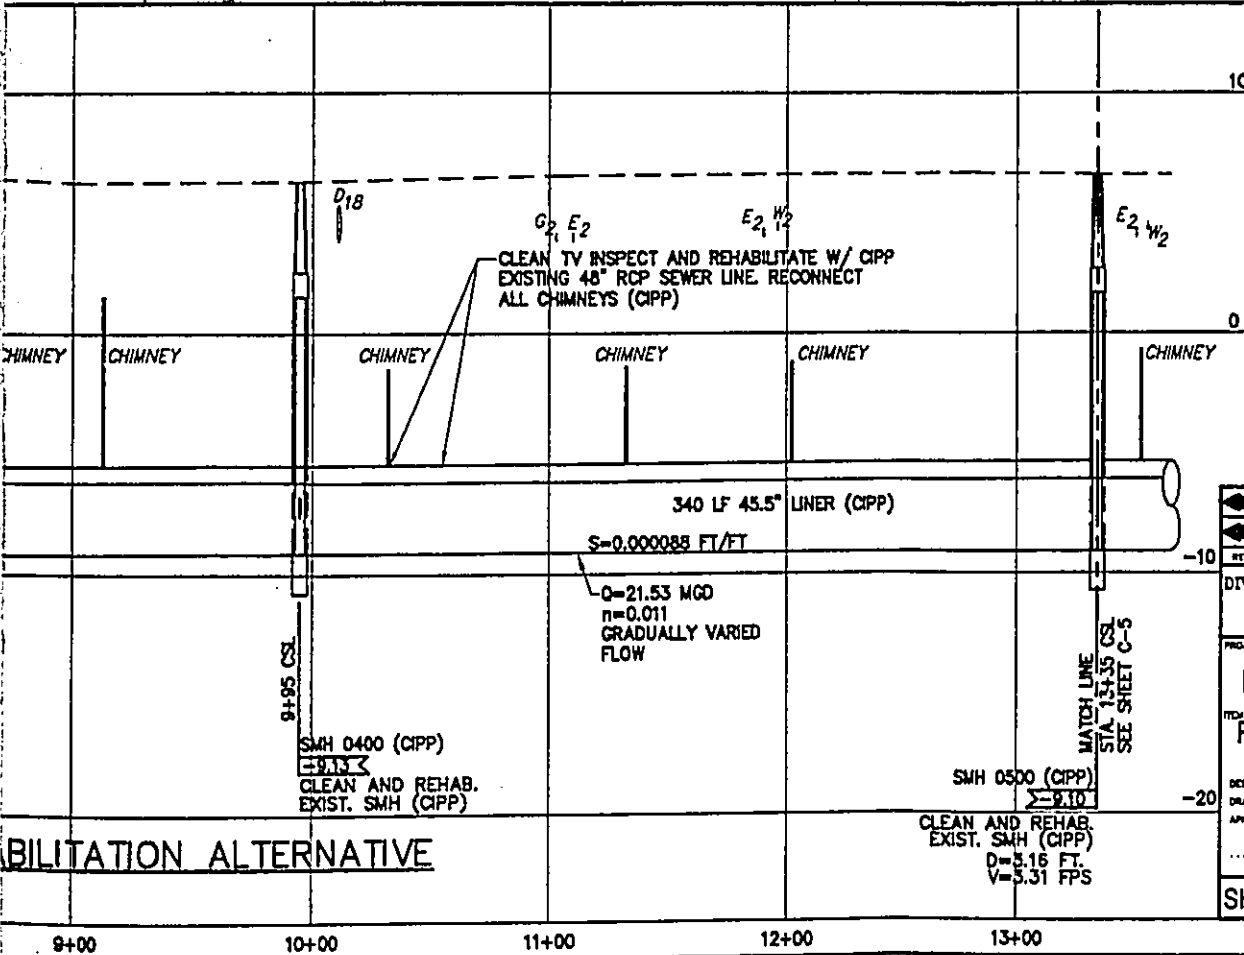 10
D18
G2, E2
E2, W2
E2, W2
CLEAN TV INSPECT AND REHABILITATE W/ CIPP
EXISTING 48" RCP SEWER LINE. RECONNECT
ALL CHIMNEYS (CIPP)
0
CHIMNEY
CHIMNEY
CHIMNEY
CHIMNEY
CHIMNEY
CHIMNEY
340 LF 45.5" LINER (CIPP)
S=0.000088 FT/FT
-10
Q=21.53 MGD
n=0.011
GRADUALLY VARIED
FLOW
9+95 CSL
MATCH LINE
STA. 13+35 CSL
SEE SHEET C-5
SMH 0400 (CIPP)
-9.13
CLEAN AND REHAB.
EXIST. SMH (CIPP)
SMH 0500 (CIPP)
-9.10
-20
CLEAN AND REHAB.
EXIST. SMH (CIPP)
D=3.16 FT.
V=3.31 FPS
ABILITATION ALTERNATIVE
9+00
10+00
11+00
12+00
13+00